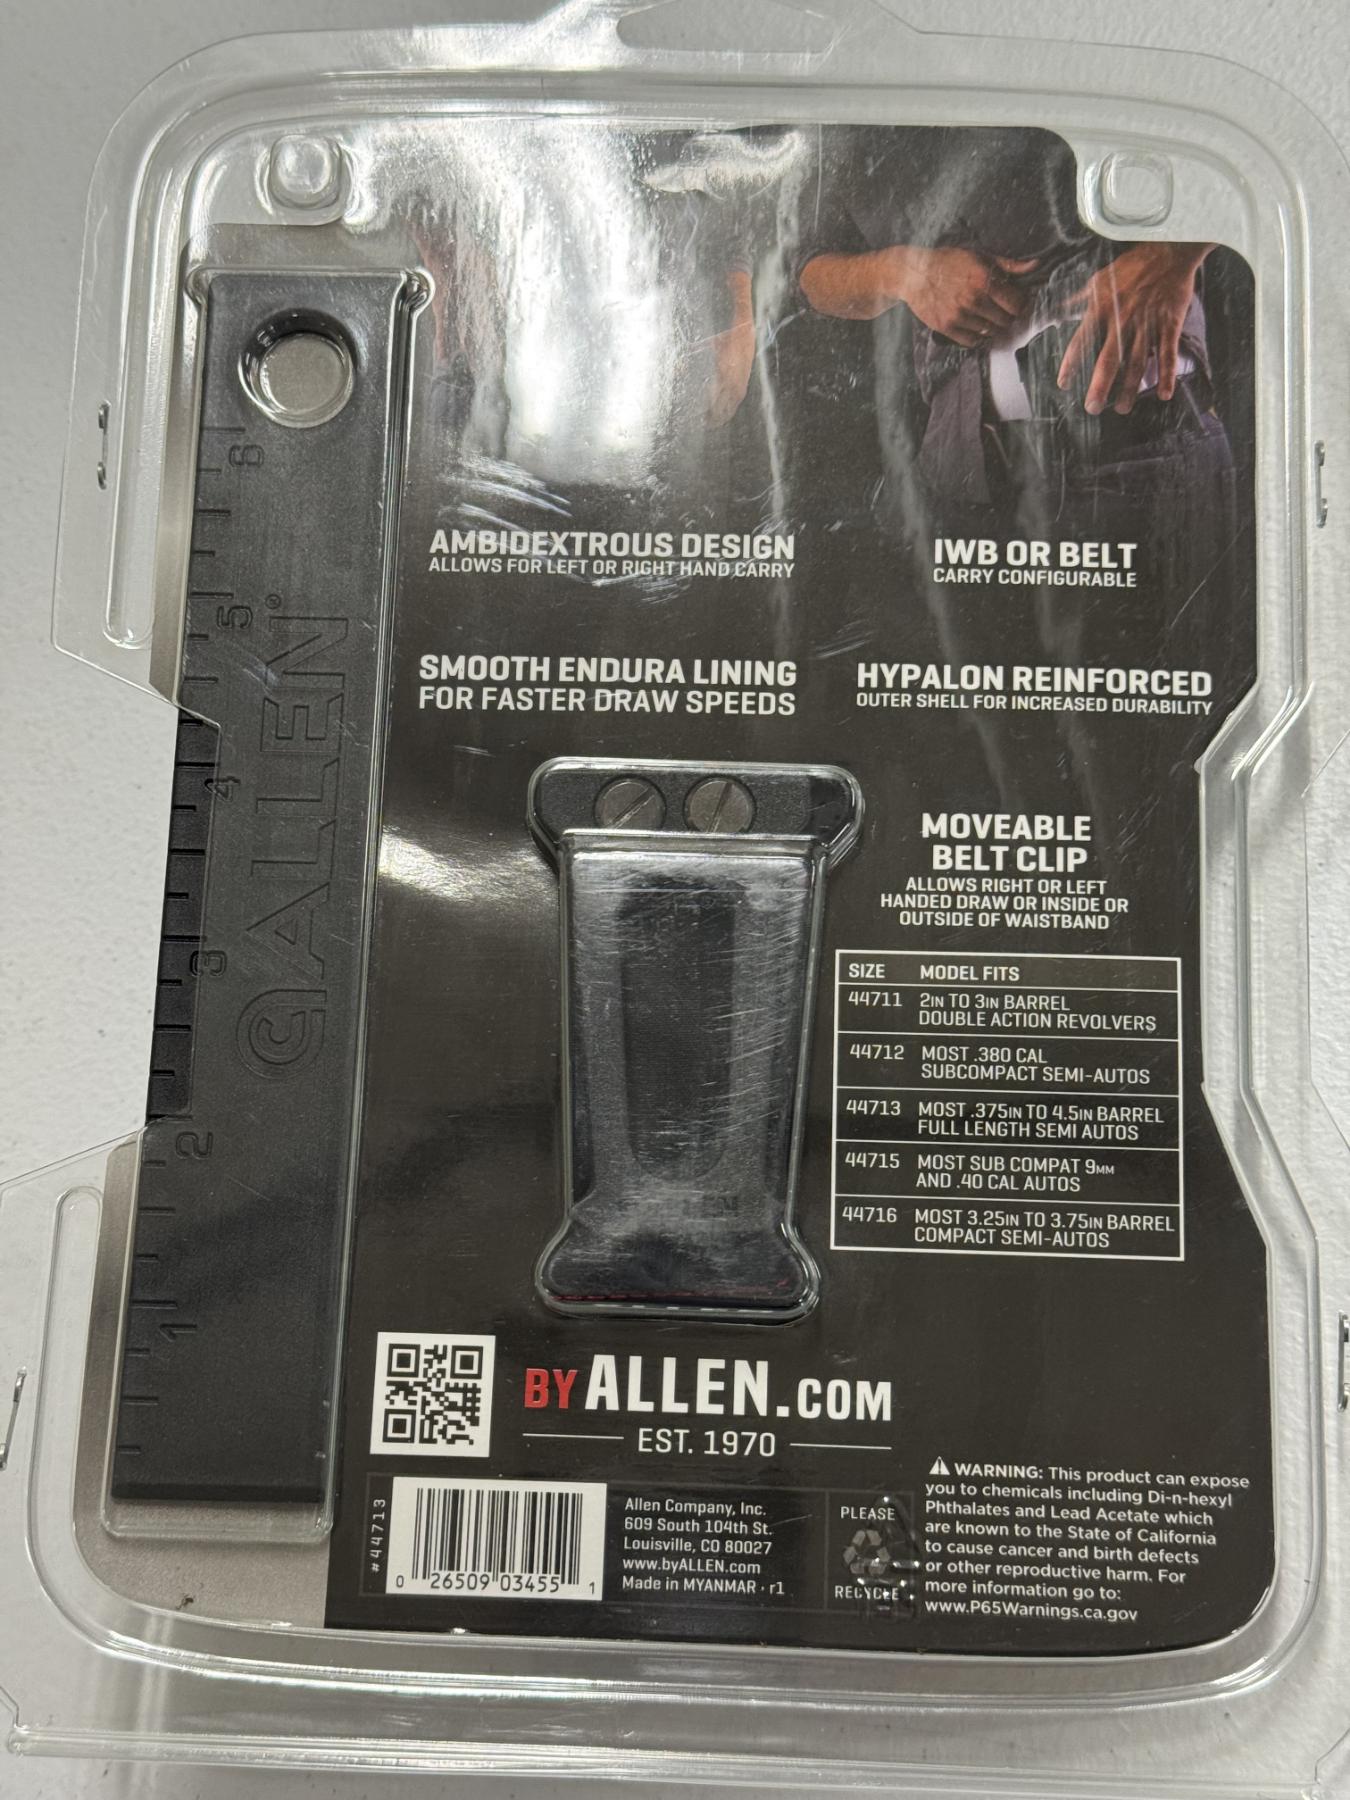 AMBIDEXTROUS DESIGN
ALLOWS FOR LEFT OR RIGHT HAND CARRY
IWB OR BELT
CARRY CONFIGURABLE
SMOOTH ENDURA LINING
FOR FASTER DRAW SPEEDS
HYPALON REINFORCED
OUTER SHELL FOR INCREASED DURABILITY
6
5
4
3
2
1
ALLEN®
MOVEABLE
BELT CLIP
ALLOWS RIGHT OR LEFT
HANDED DRAW OR INSIDE OR
OUTSIDE OF WAISTBAND
SIZE MODEL FITS
44711 2IN TO 3IN BARREL
DOUBLE ACTION REVOLVERS
44712 MOST .380 CAL
SUBCOMPACT SEMI-AUTOS
44713 MOST .375IN TO 4.5IN BARREL
FULL LENGTH SEMI AUTOS
44715 MOST SUB COMPAT 9MM
AND .40 CAL AUTOS
44716 MOST 3.25IN TO 3.75IN BARREL
COMPACT SEMI-AUTOS
BY ALLEN.COM
EST. 1970
#44713
0 26509 03455 1
Allen Company, Inc.
609 South 104th St.
Louisville, CO 80027
www.byALLEN.com
Made in MYANMAR · r1
PLEASE
RECYCLE
WARNING: This product can expose
you to chemicals including Di-n-hexyl
Phthalates and Lead Acetate which
are known to the State of California
to cause cancer and birth defects
or other reproductive harm. For
more information go to:
www.P65Warnings.ca.gov